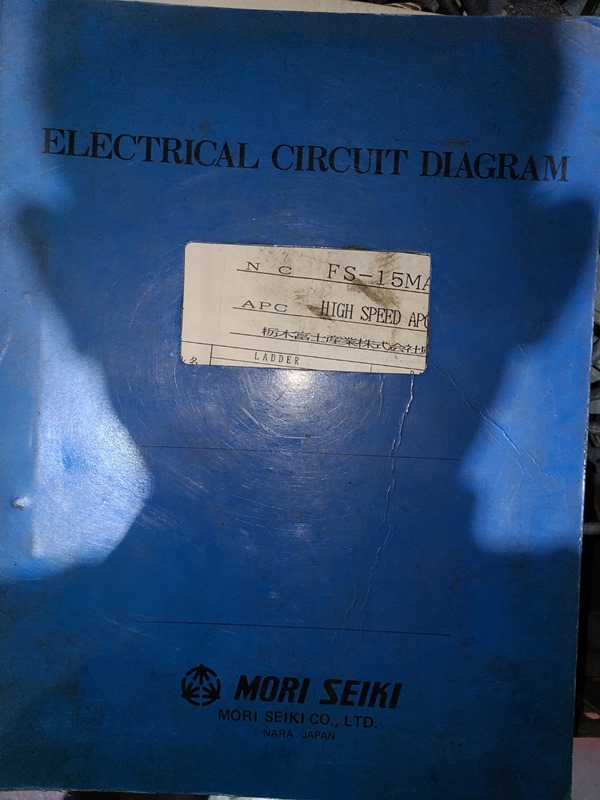 ELECTRICAL CIRCUIT DIAGRAM
N C FS-15MA
APC HIGH SPEED APC
栃木富士産業株式会社
名 LADDER
MORI SEIKI
MORI SEIKI CO., LTD.
NARA JAPAN